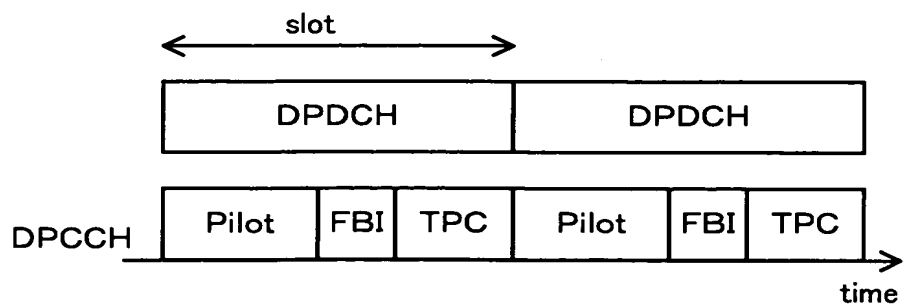 slot
DPDCH DPDCH
DPCCH Pilot FBI TPC Pilot FBI TPC
time